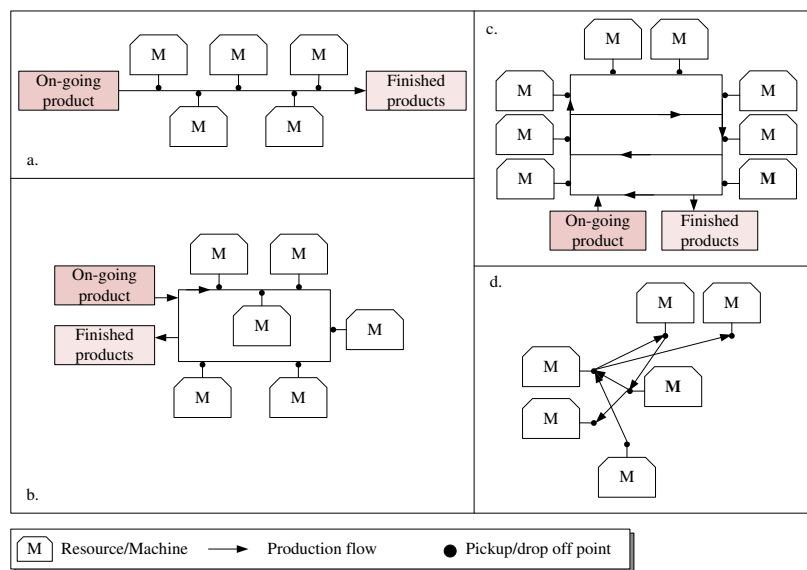 M M M
On-going product
Finished products
M M
a.
c.
M M
M M
M M
M M
On-going product
Finished products
b.
M M
On-going product
M
M
Finished products
M M
d.
M M
M
M
M
M
M Resource/Machine Production flow Pickup/drop off point